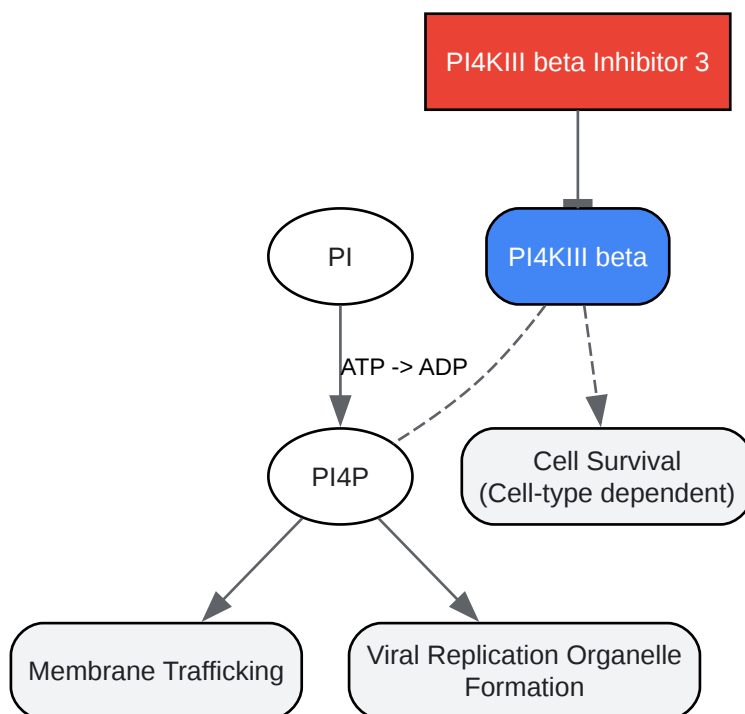 PI4KIII beta Inhibitor 3
PI
PI4KIII beta
ATP -> ADP
PI4P
Cell Survival
(Cell-type dependent)
Membrane Trafficking
Viral Replication Organelle
Formation